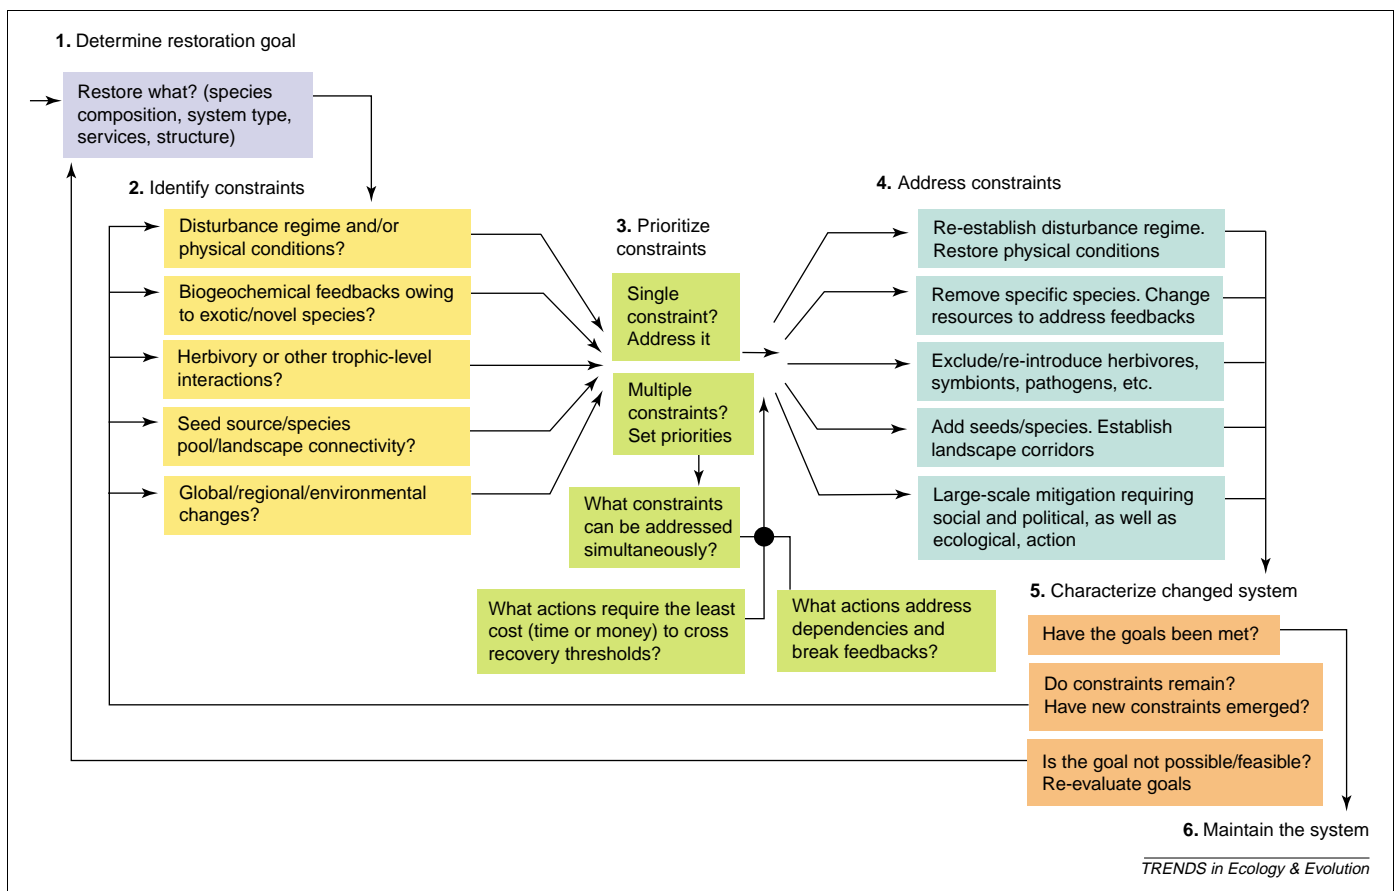 1. Determine restoration goal
Restore what? (species
composition, system type,
services, structure)
2. Identify constraints
Disturbance regime and/or
physical conditions?
Biogeochemical feedbacks owing
to exotic/novel species?
Herbivory or other trophic-level
interactions?
Seed source/species
pool/landscape connectivity?
Global/regional/environmental
changes?
3. Prioritize
constraints
Single
constraint?
Address it
Multiple
constraints?
Set priorities
What constraints
can be addressed
simultaneously?
What actions require the least
cost (time or money) to cross
recovery thresholds?
What actions address
dependencies and
break feedbacks?
4. Address constraints
Re-establish disturbance regime.
Restore physical conditions
Remove specific species. Change
resources to address feedbacks
Exclude/re-introduce herbivores,
symbionts, pathogens, etc.
Add seeds/species. Establish
landscape corridors
Large-scale mitigation requiring
social and political, as well as
ecological, action
5. Characterize changed system
Have the goals been met?
Do constraints remain?
Have new constraints emerged?
Is the goal not possible/feasible?
Re-evaluate goals
6. Maintain the system
TRENDS in Ecology & Evolution